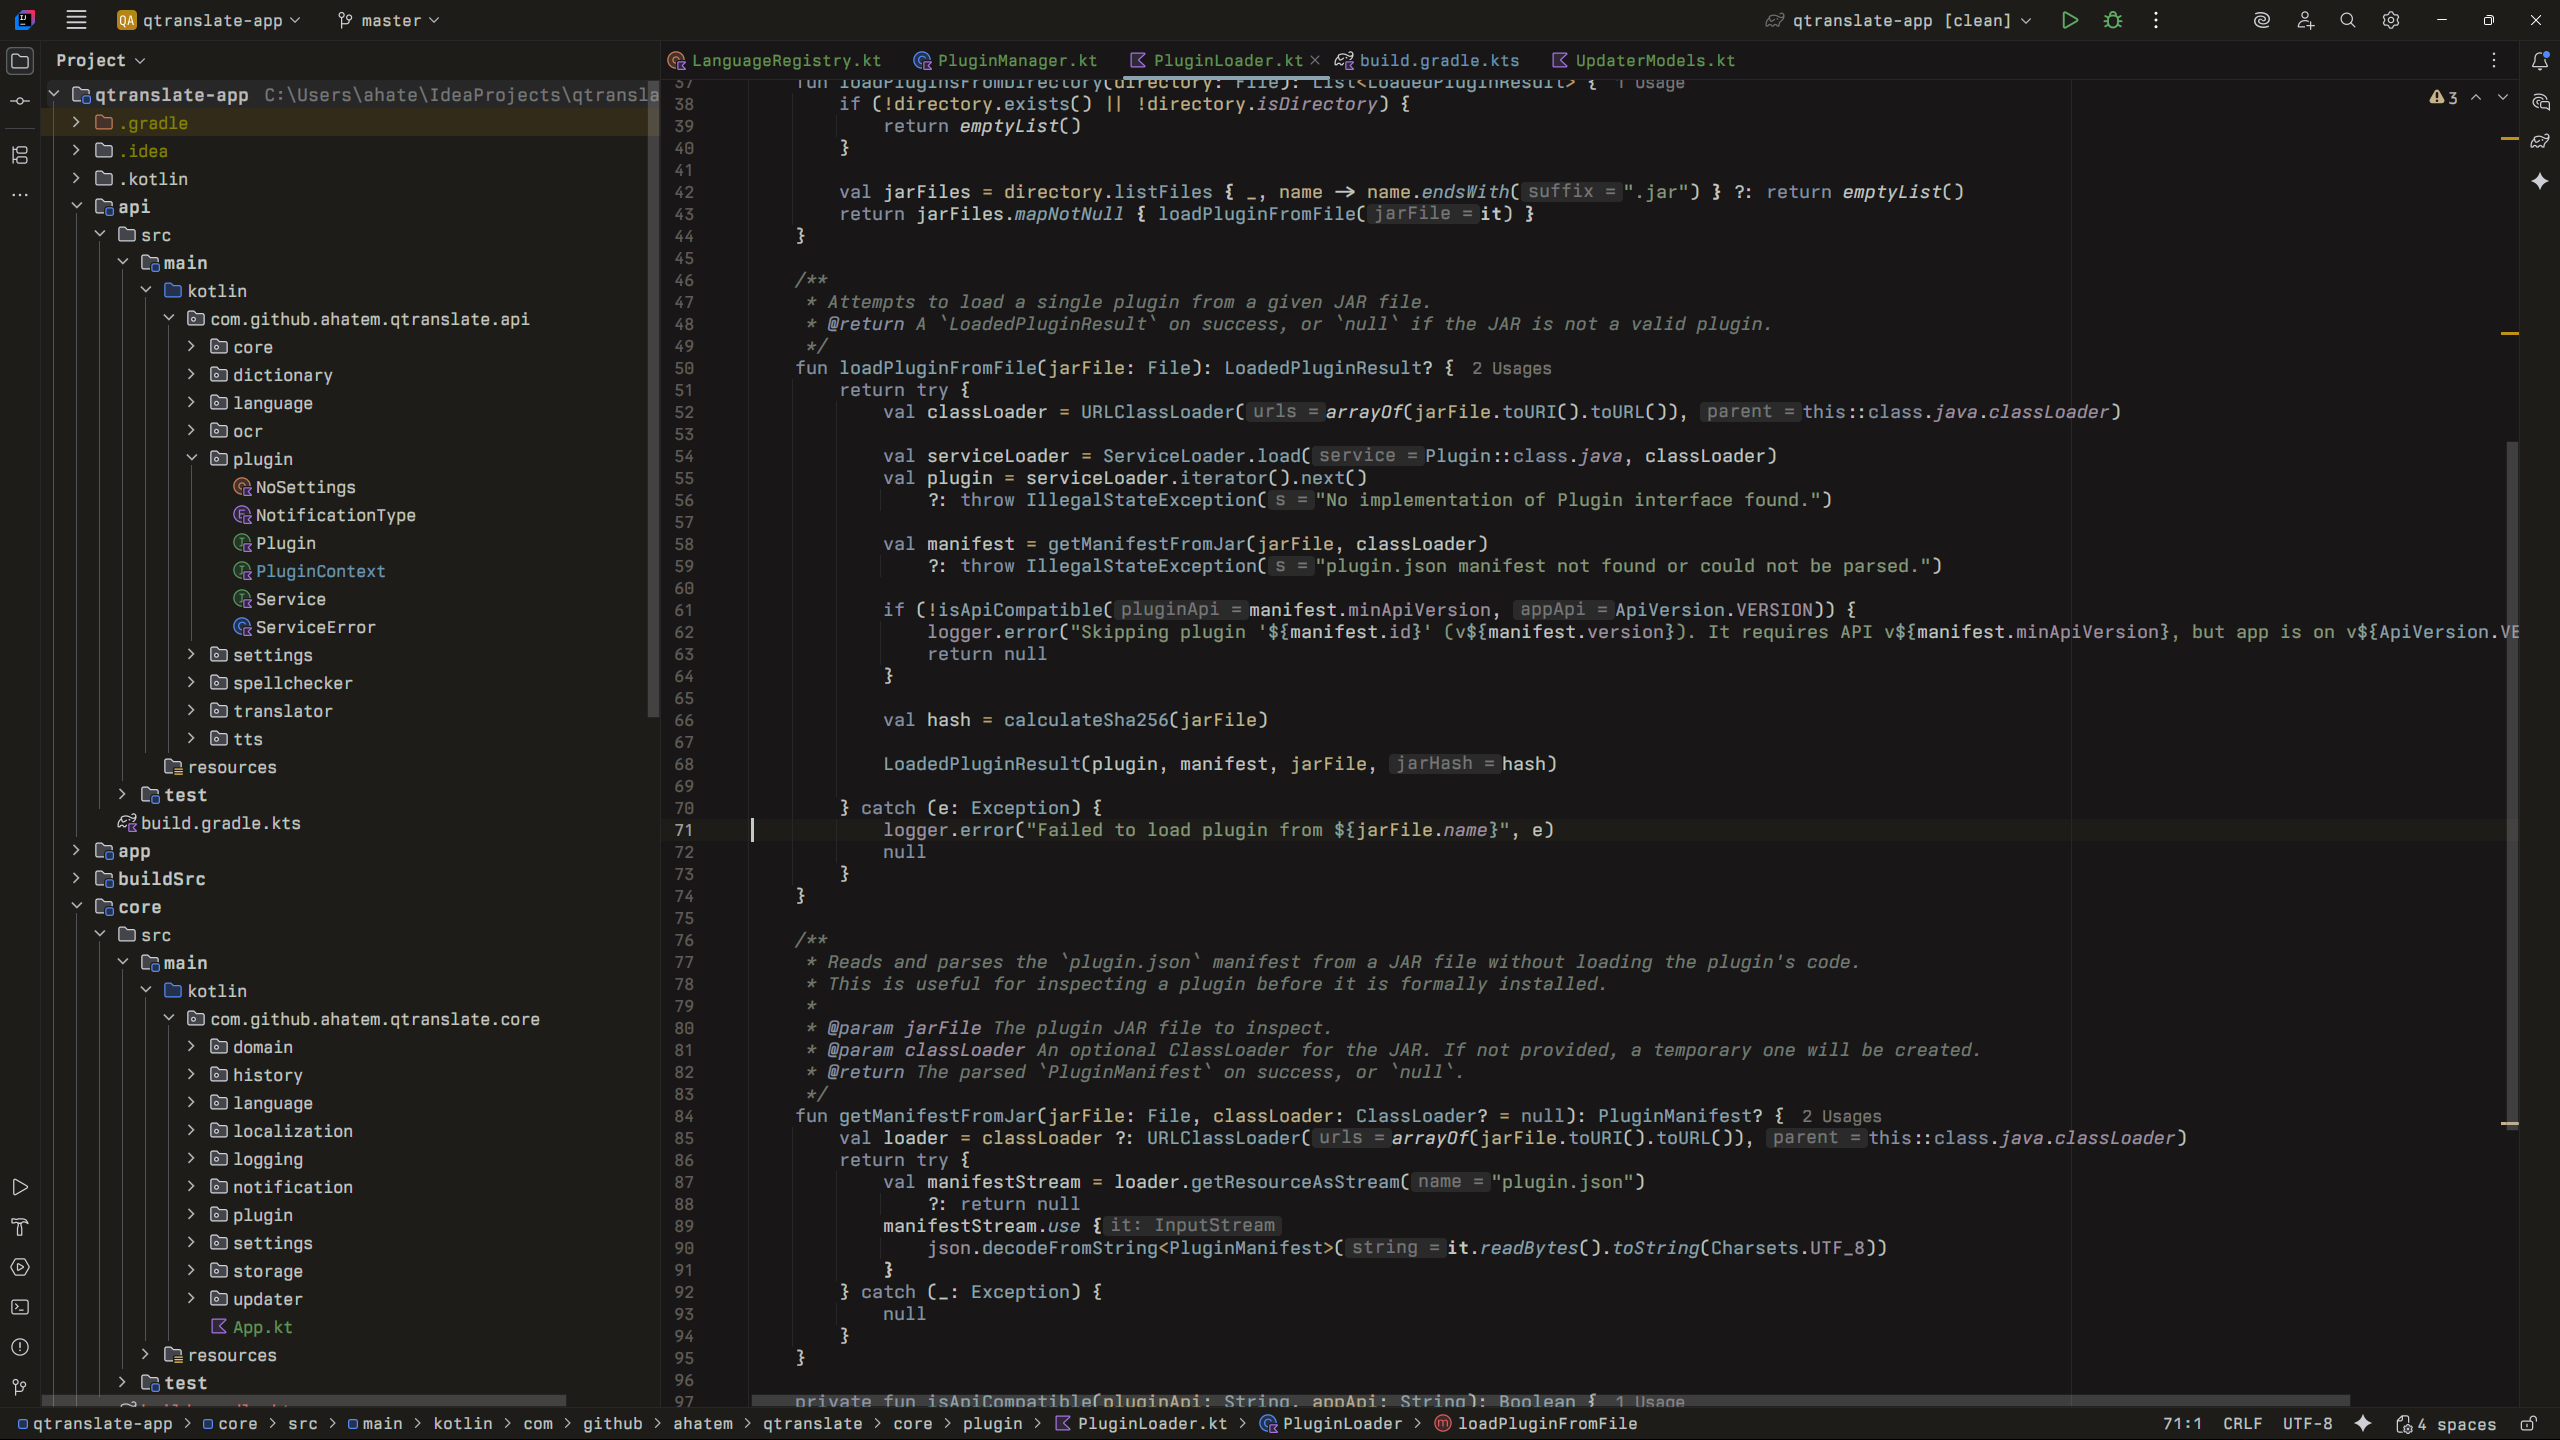 QA qtranslate-app master qtranslate-app [clean]
Project
LanguageRegistry.kt PluginManager.kt PluginLoader.kt build.gradle.kts UpdaterModels.kt
qtranslate-app C:\Users\ahate\IdeaProjects\qtransla
.gradle
.idea
.kotlin
api
src
main
kotlin
com.github.ahatem.qtranslate.api
core
dictionary
language
ocr
plugin
NoSettings
NotificationType
Plugin
PluginContext
Service
ServiceError
settings
spellchecker
translator
tts
resources
test
build.gradle.kts
app
buildSrc
core
src
main
kotlin
com.github.ahatem.qtranslate.core
domain
history
language
localization
logging
notification
plugin
settings
storage
updater
App.kt
resources
test
3
37 fun loadPluginsFromDirectory(directory: File): List<LoadedPluginResult> { 1 Usage
38 if (!directory.exists() || !directory.isDirectory) {
39 return emptyList()
40 }
41
42 val jarFiles = directory.listFiles { _, name -> name.endsWith( suffix = ".jar") } ?: return emptyList()
43 return jarFiles.mapNotNull { loadPluginFromFile( jarFile = it) }
44 }
45
46 /**
47 * Attempts to load a single plugin from a given JAR file.
48 * @return A `LoadedPluginResult` on success, or `null` if the JAR is not a valid plugin.
49 */
50 fun loadPluginFromFile(jarFile: File): LoadedPluginResult? { 2 Usages
51 return try {
52 val classLoader = URLClassLoader( urls = arrayOf(jarFile.toURI().toURL()), parent = this::class.java.classLoader)
53
54 val serviceLoader = ServiceLoader.load( service = Plugin::class.java, classLoader)
55 val plugin = serviceLoader.iterator().next()
56 ?: throw IllegalStateException( s = "No implementation of Plugin interface found.")
57
58 val manifest = getManifestFromJar(jarFile, classLoader)
59 ?: throw IllegalStateException( s = "plugin.json manifest not found or could not be parsed.")
60
61 if (!isApiCompatible( pluginApi = manifest.minApiVersion, appApi = ApiVersion.VERSION)) {
62 logger.error("Skipping plugin '${manifest.id}' (v${manifest.version}). It requires API v${manifest.minApiVersion}, but app is on v${ApiVersion.VE
63 return null
64 }
65
66 val hash = calculateSha256(jarFile)
67
68 LoadedPluginResult(plugin, manifest, jarFile, jarHash = hash)
69
70 } catch (e: Exception) {
71 logger.error("Failed to load plugin from ${jarFile.name}", e)
72 null
73 }
74 }
75
76 /**
77 * Reads and parses the `plugin.json` manifest from a JAR file without loading the plugin's code.
78 * This is useful for inspecting a plugin before it is formally installed.
79 *
80 * @param jarFile The plugin JAR file to inspect.
81 * @param classLoader An optional ClassLoader for the JAR. If not provided, a temporary one will be created.
82 * @return The parsed `PluginManifest` on success, or `null`.
83 */
84 fun getManifestFromJar(jarFile: File, classLoader: ClassLoader? = null): PluginManifest? { 2 Usages
85 val loader = classLoader ?: URLClassLoader( urls = arrayOf(jarFile.toURI().toURL()), parent = this::class.java.classLoader)
86 return try {
87 val manifestStream = loader.getResourceAsStream( name = "plugin.json")
88 ?: return null
89 manifestStream.use { it: InputStream
90 json.decodeFromString<PluginManifest>( string = it.readBytes().toString(Charsets.UTF_8))
91 }
92 } catch (_: Exception) {
93 null
94 }
95 }
96
97 private fun isApiCompatible(pluginApi: String, appApi: String): Boolean { 1 Usage
qtranslate-app > core > src > main > kotlin > com > github > ahatem > qtranslate > core > plugin > PluginLoader.kt > PluginLoader > loadPluginFromFile 71:1 CRLF UTF-8 4 spaces